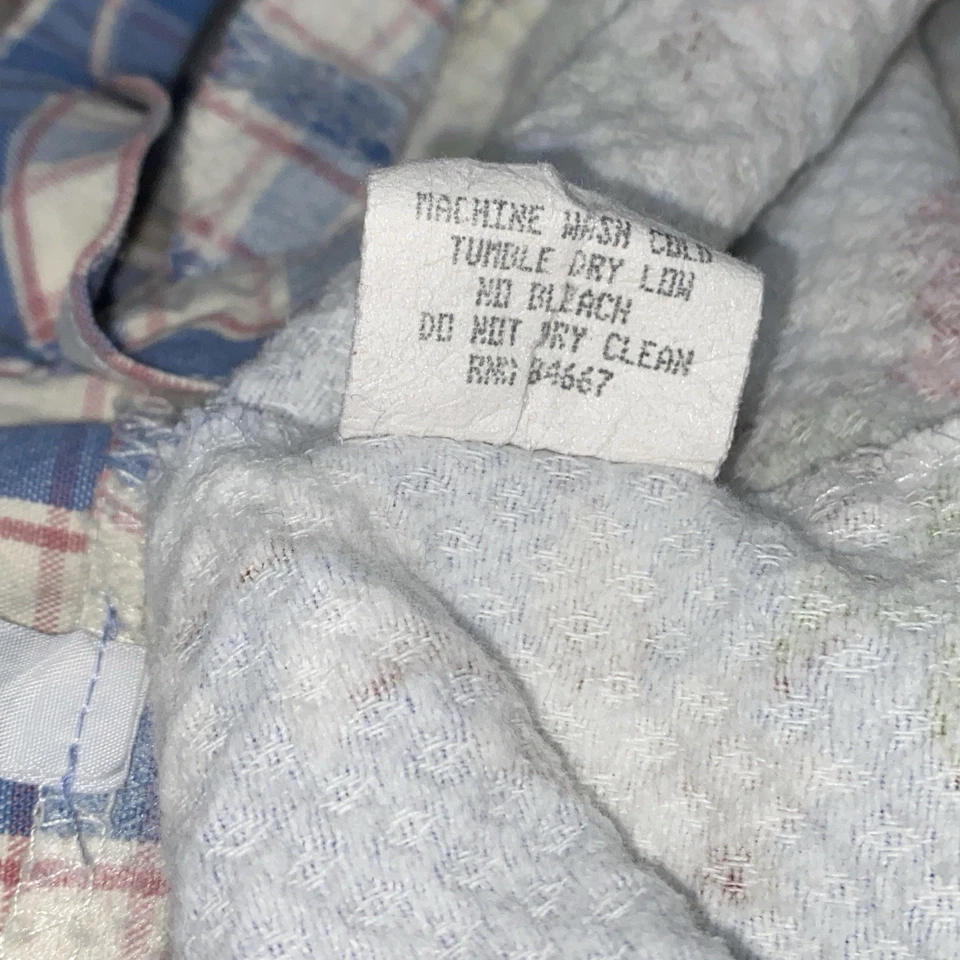 MACHINE WASH COLD
TUMBLE DRY LOW
NO BLEACH
DO NOT DRY CLEAN
RN# 84667